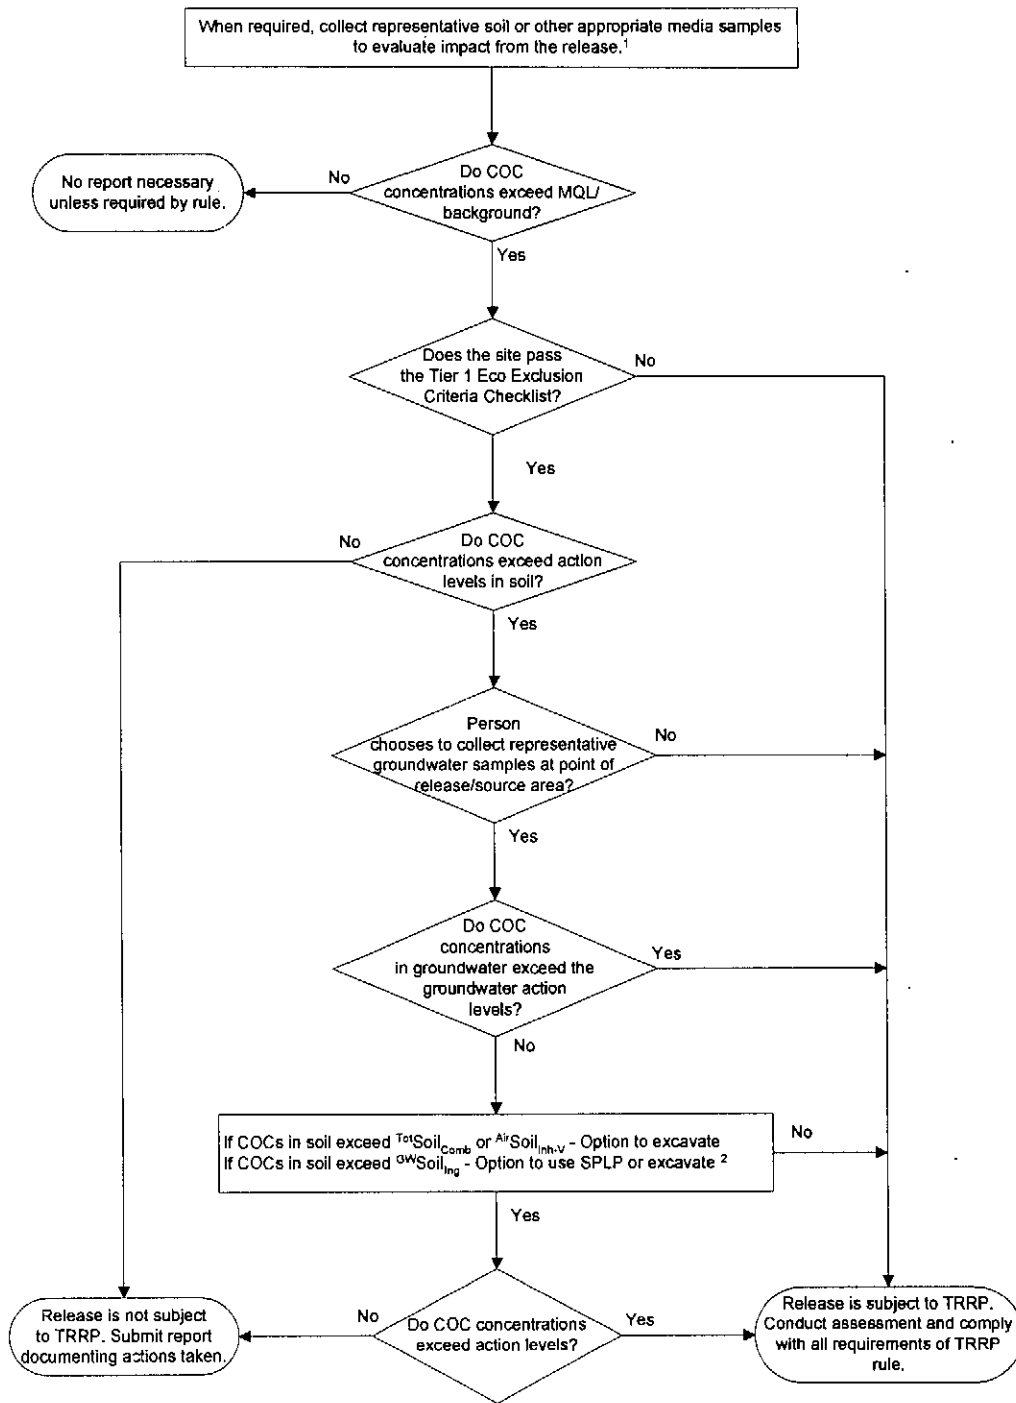 When required, collect representative soil or other appropriate media samples
to evaluate impact from the release.¹
Do COC
concentrations exceed MQL/
background?
No
No report necessary
unless required by rule.
Yes
Does the site pass
the Tier 1 Eco Exclusion
Criteria Checklist?
No
Yes
Do COC
concentrations exceed action
levels in soil?
No
Yes
Person
chooses to collect representative
groundwater samples at point of
release/source area?
No
Yes
Do COC
concentrations
in groundwater exceed the
groundwater action
levels?
Yes
No
If COCs in soil exceed TotSoilComb or AirSoilInh-V - Option to excavate
If COCs in soil exceed GWSoilIng - Option to use SPLP or excavate ²
No
Yes
Do COC concentrations
exceed action levels?
No
Yes
Release is not subject
to TRRP. Submit report
documenting actions taken.
Release is subject to TRRP.
Conduct assessment and comply
with all requirements of TRRP
rule.